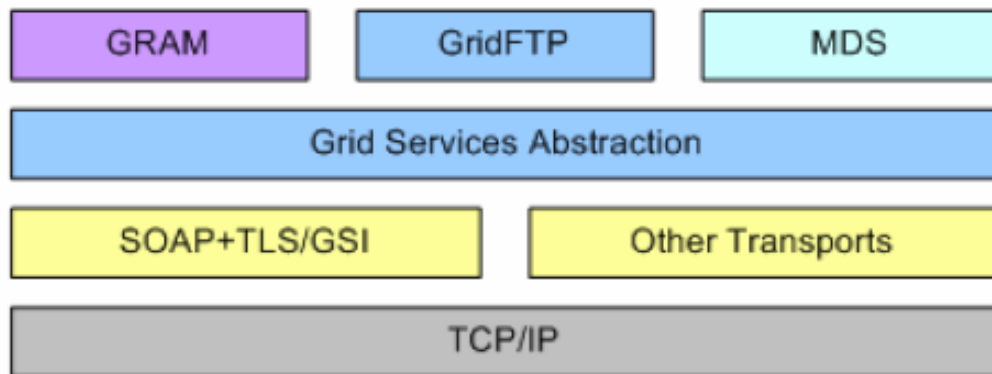 GRAM GridFTP MDS
Grid Services Abstraction
SOAP+TLS/GSI Other Transports
TCP/IP